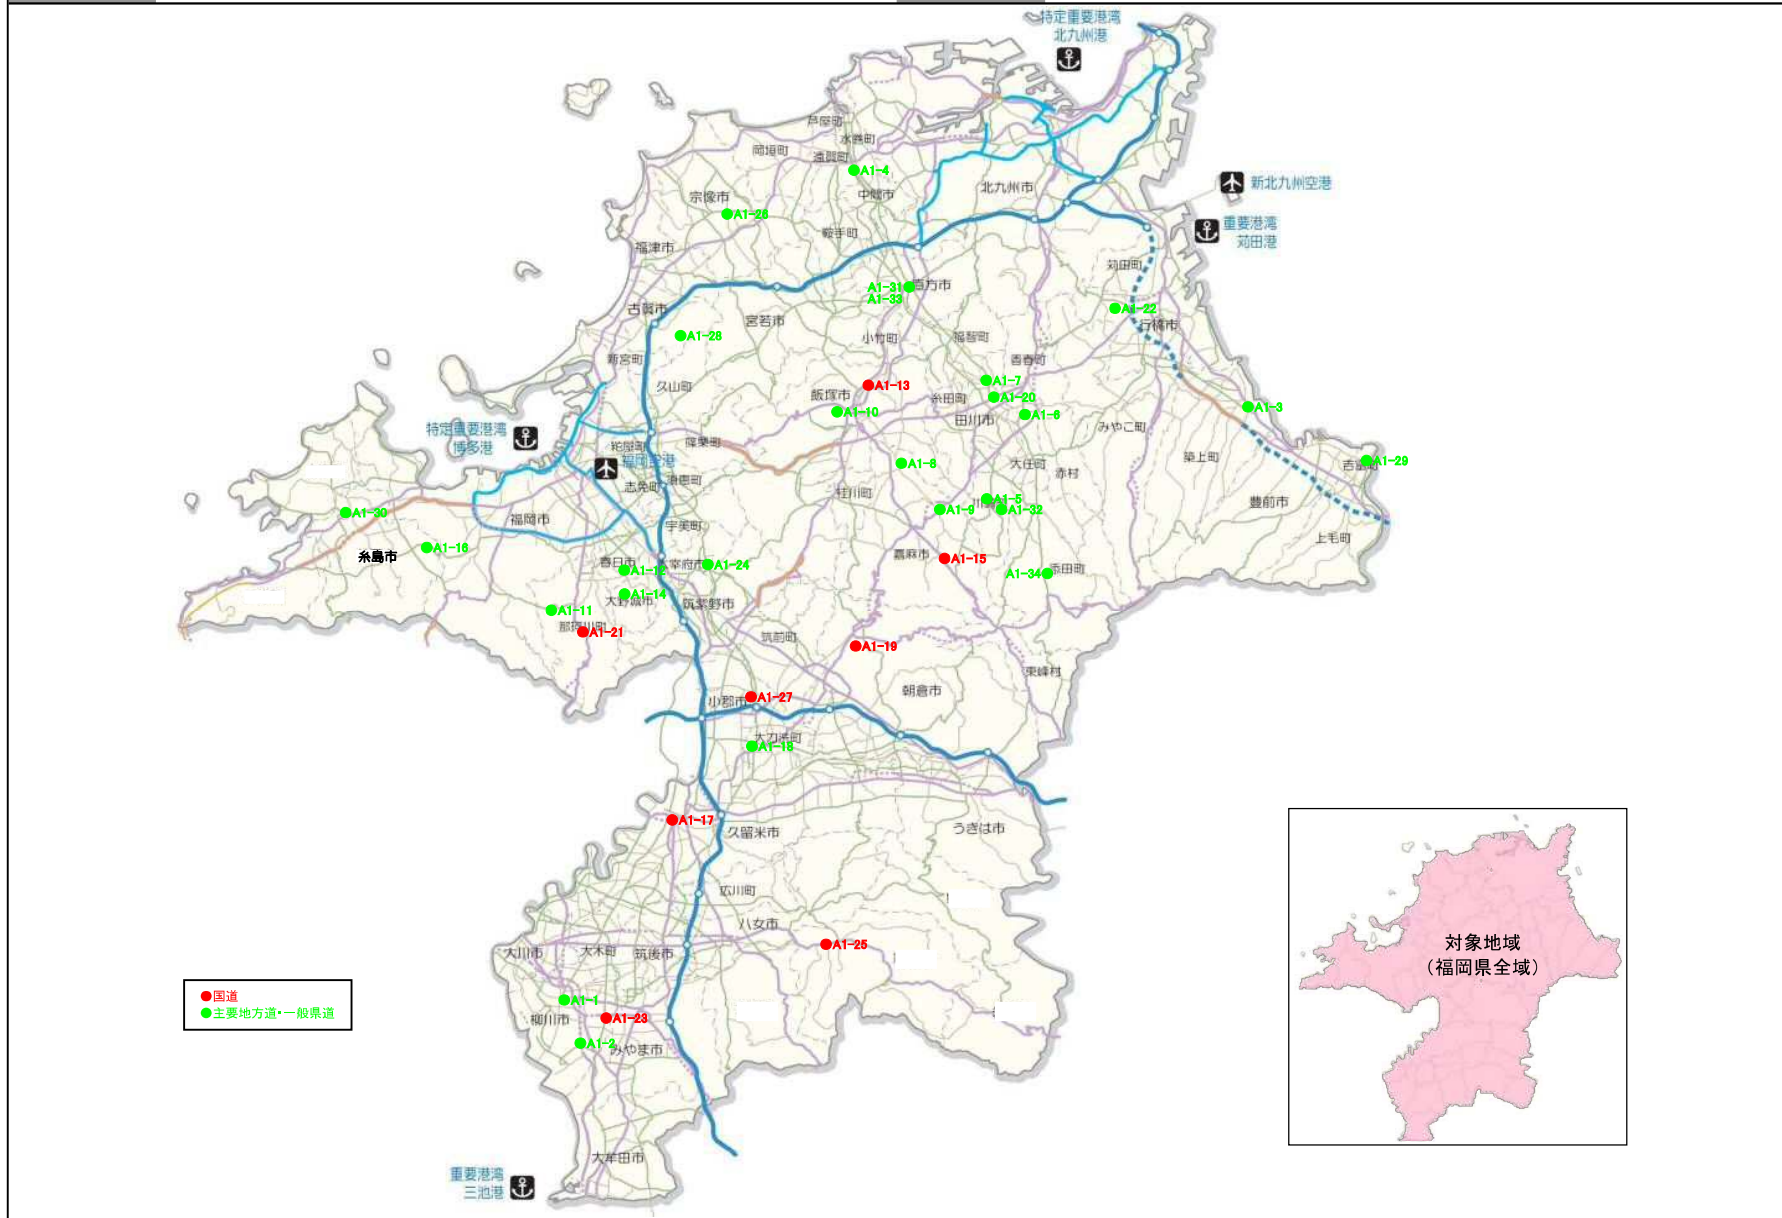 特定重要港湾
北九州港
芦屋町
水巻町
岡垣町
遠賀町
A1-4
中間市
北九州市
新北九州空港
宗像市
A1-26
鞍手町
重要港湾
苅田港
福津市
苅田町
A1-31
直方市
A1-33
古賀市
宮若市
A1-22
行橋市
A1-28
小竹町
福智町
新宮町
香春町
久山町
A1-13
A1-7
飯塚市
糸田町
A1-20
A1-10
田川市
A1-6
A1-3
みやこ町
特定重要港湾
博多港
粕屋町
篠栗町
福岡空港
A1-8
大任町
赤村
築上町
吉富町
A1-29
志免町
須恵町
桂川町
A1-5
豊前市
A1-30
福岡市
宇美町
A1-9
A1-32
上毛町
A1-16
糸島市
春日市
A1-12
A1-24
嘉麻市
A1-15
A1-34
添田町
A1-14
大野城市
筑紫野市
A1-11
那珂川町
A1-21
筑前町
A1-19
東峰村
小郡市
A1-27
朝倉市
大刀洗町
A1-18
A1-17
久留米市
うきは市
広川町
八女市
A1-25
大川市
大木町
筑後市
A1-1
柳川市
A1-23
A1-2
みやま市
大牟田市
重要港湾
三池港
●国道
●主要地方道・一般県道
対象地域
(福岡県全域)